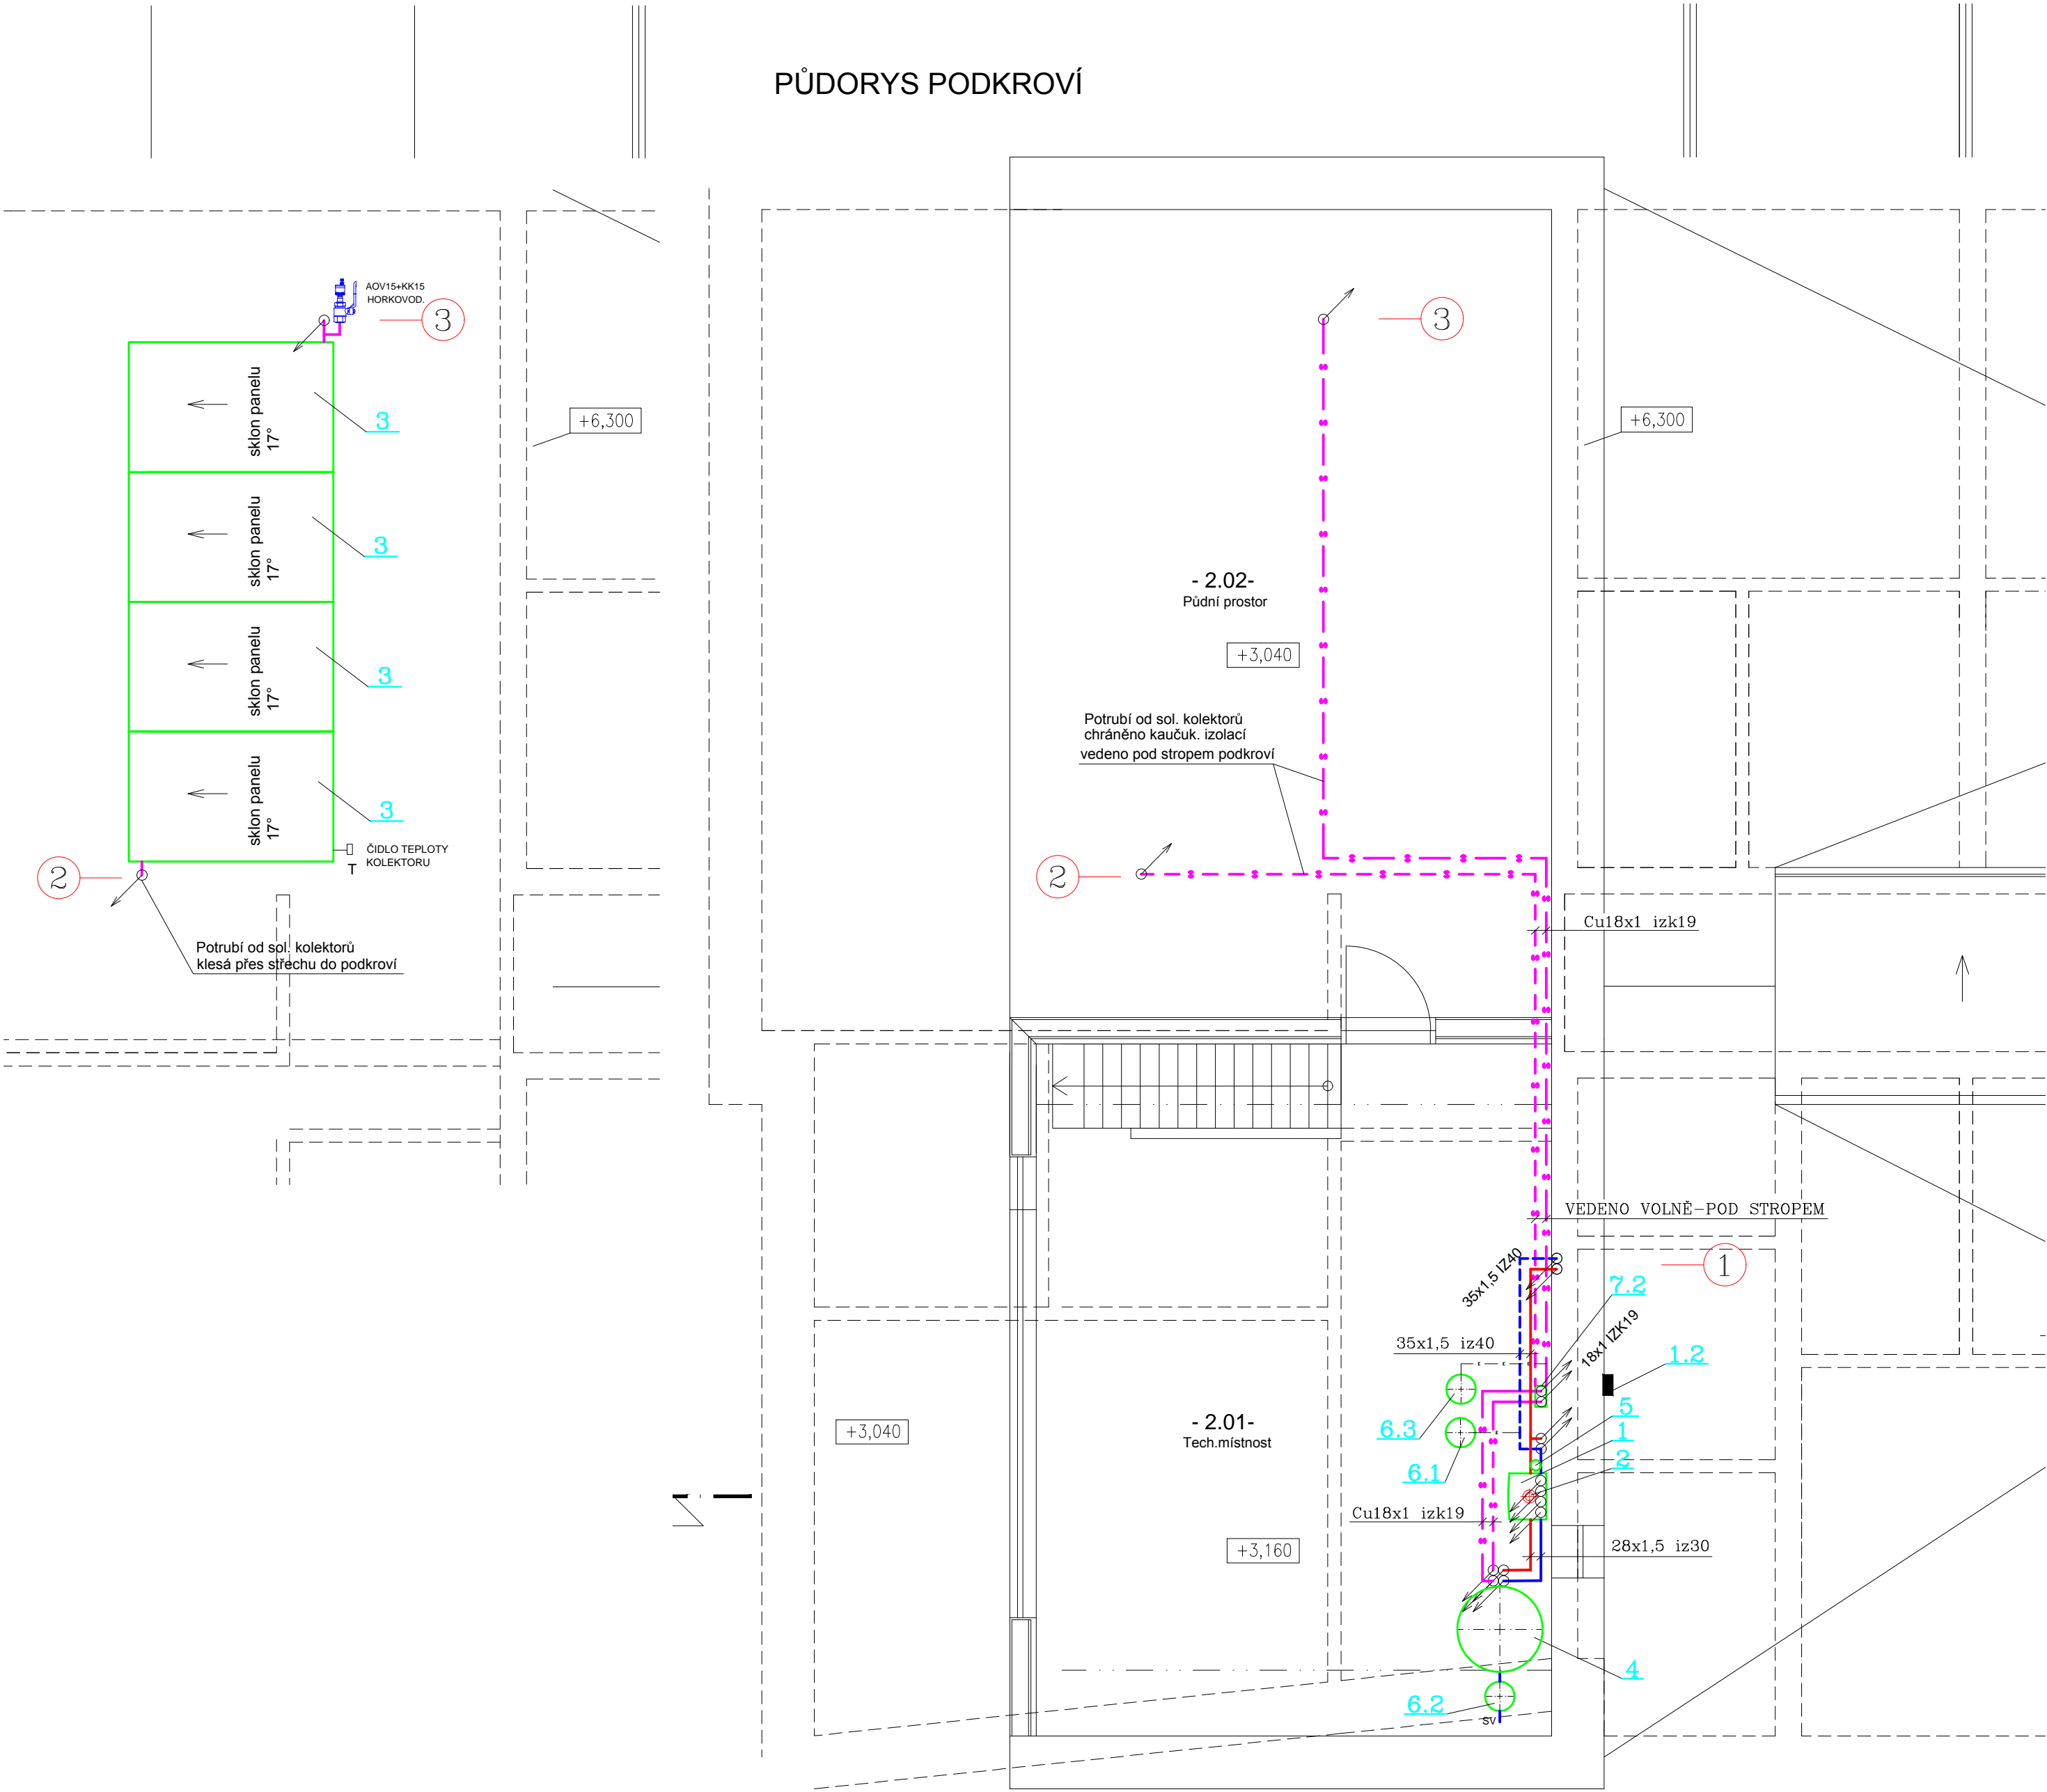 PŮDORYS PODKROVÍ
AOV15+KK15
HORKOVOD.
3
sklon panelu
17°
3
+6,300
sklon panelu
17°
3
sklon panelu
17°
3
sklon panelu
17°
3
ČIDLO TEPLOTY
KOLEKTORU
T
2
Potrubí od sol. kolektorů
klesá přes střechu do podkroví
3
+6,300
- 2.02-
Půdní prostor
+3,040
Potrubí od sol. kolektorů
chráněno kaučuk. izolací
vedeno pod stropem podkroví
2
Cu18x1 izk19
VEDENO VOLNĚ-POD STROPEM
35x1,5 IZ40
1
7.2
18x1 IZK19
35x1,5 iz40
1.2
5
6.3
1
2
6.1
- 2.01-
Tech.místnost
+3,040
Cu18x1 izk19
+3,160
28x1,5 iz30
4
6.2
SV